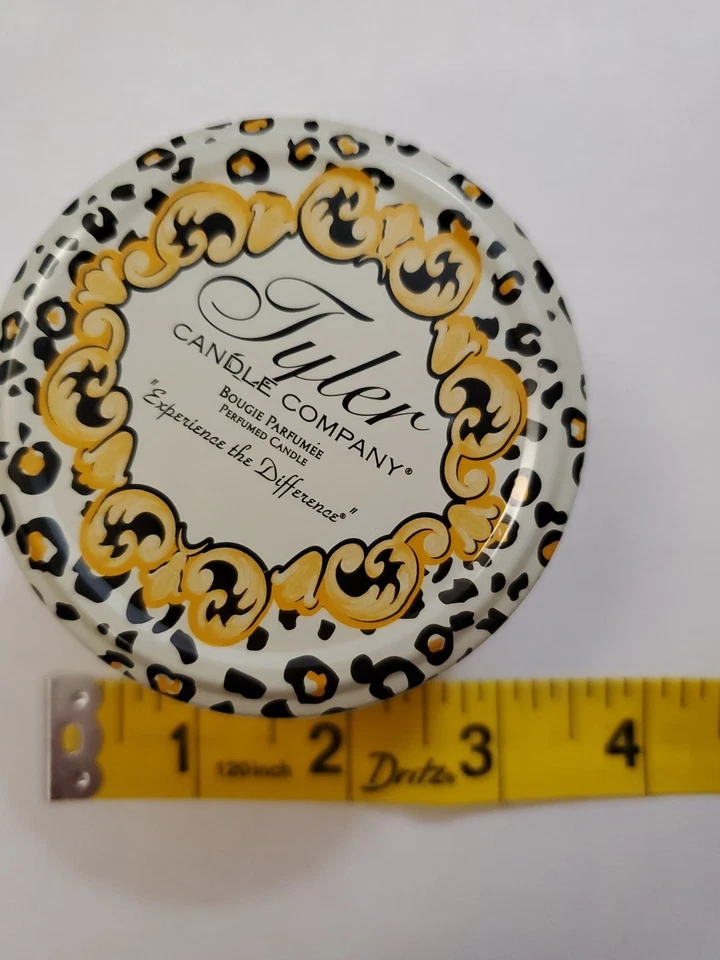 Tyler
CANDLE COMPANY®
BOUGIE PARFUMÉE
PERFUMED CANDLE
"Experience the Difference®"
1 2 3 4
120inch Dritz®